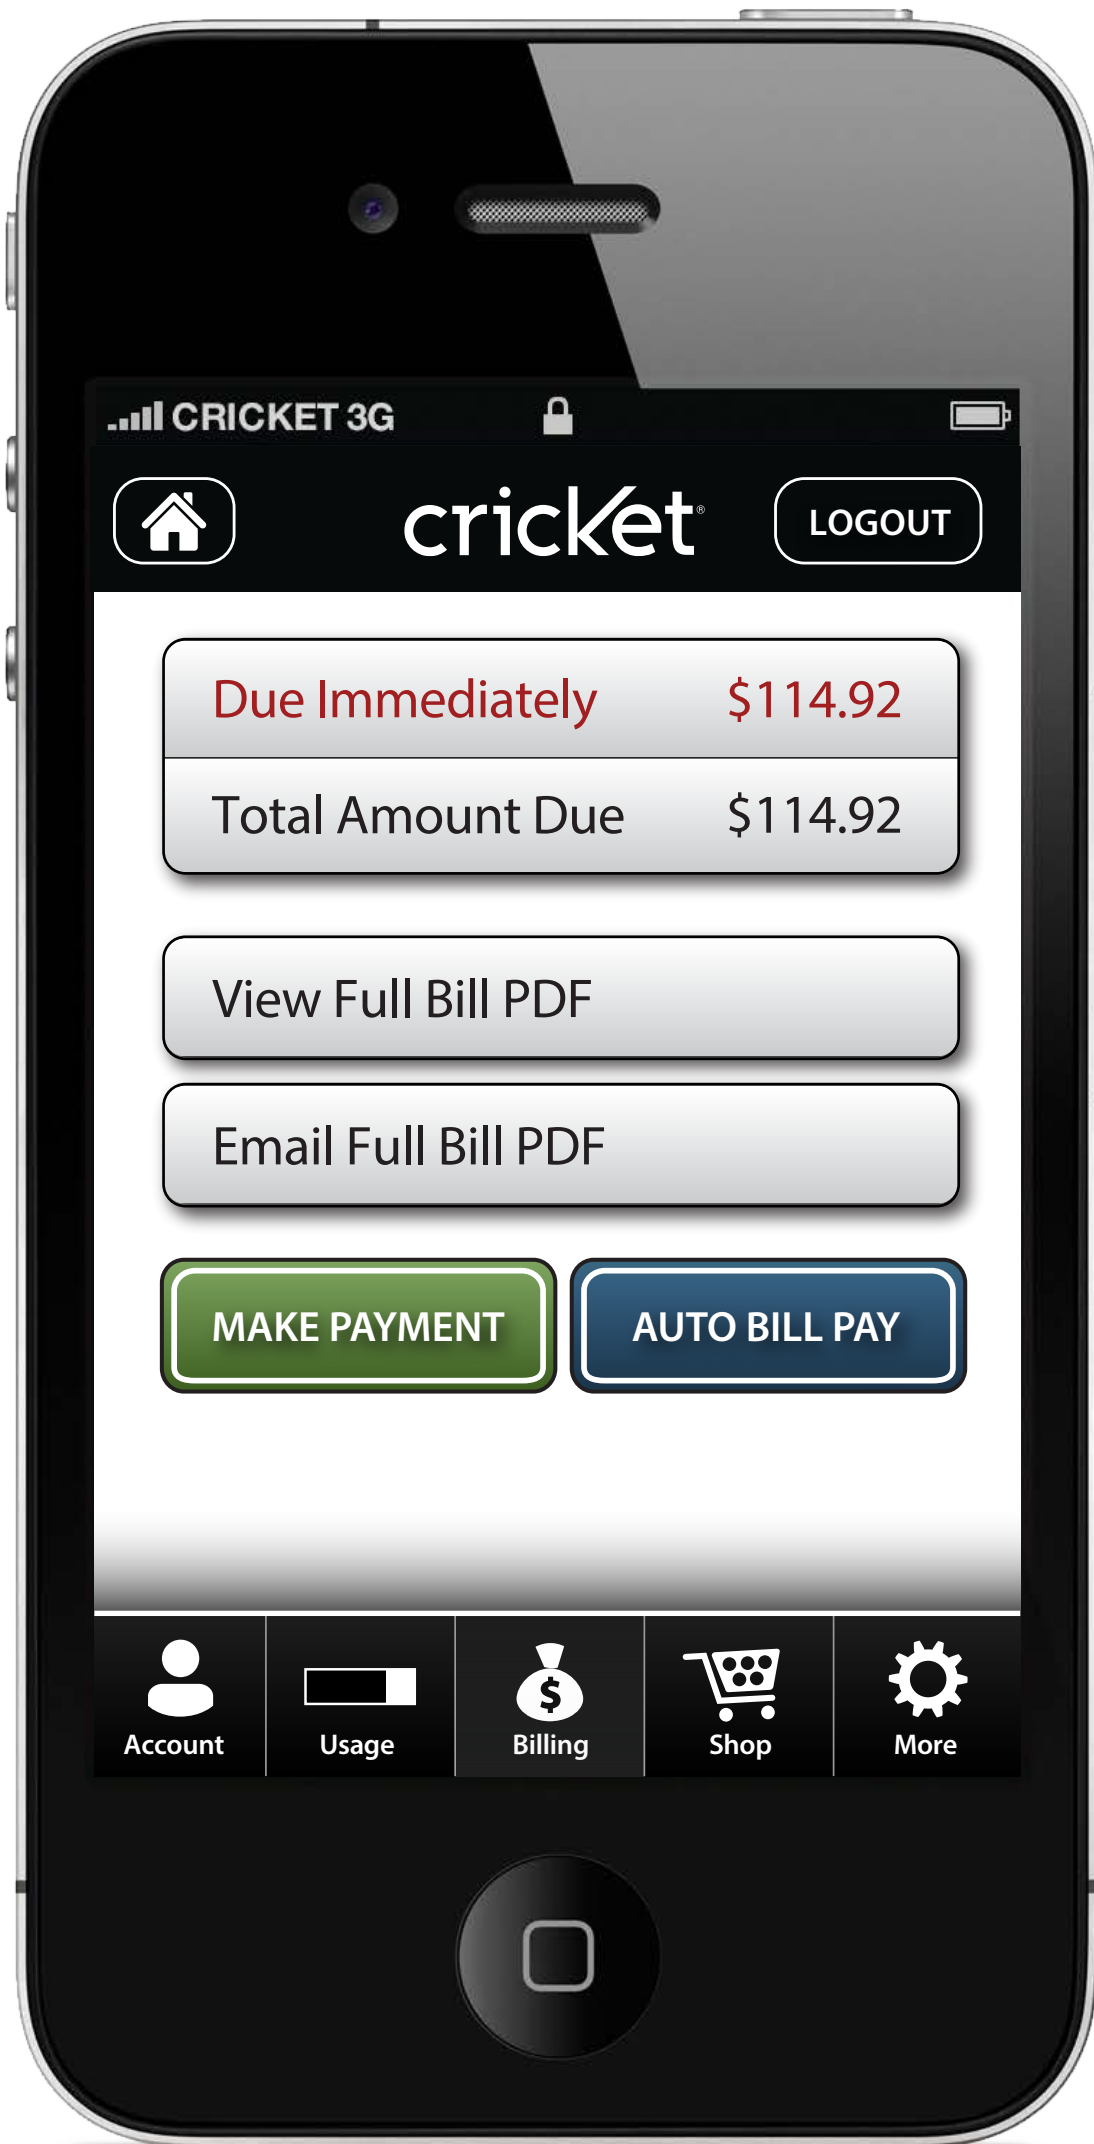 CRICKET 3G
cricket® LOGOUT
Due Immediately $114.92
Total Amount Due $114.92
View Full Bill PDF
Email Full Bill PDF
MAKE PAYMENT AUTO BILL PAY
$
Account Usage Billing Shop More